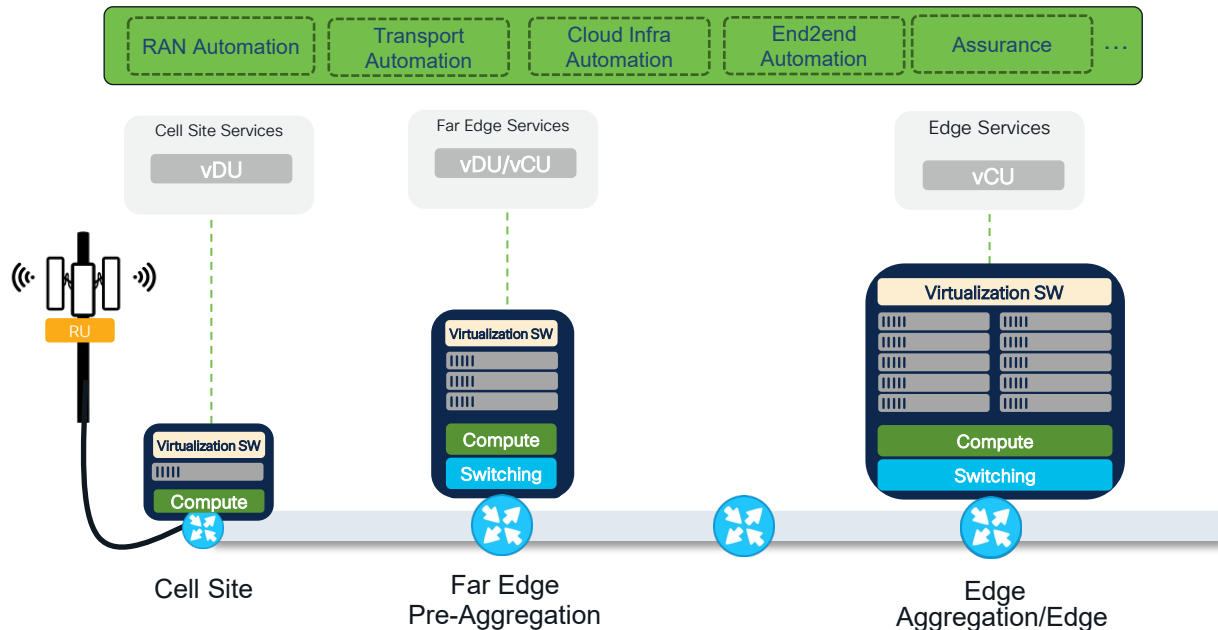 RAN Automation
Transport
Automation
Cloud Infra
Automation
End2end
Automation
Assurance
...
Cell Site Services
vDU
Far Edge Services
vDU/vCU
Edge Services
vCU
RU
Virtualization SW
Compute
Virtualization SW
Compute
Switching
Virtualization SW
Compute
Switching
Cell Site
Far Edge
Pre-Aggregation
Edge
Aggregation/Edge